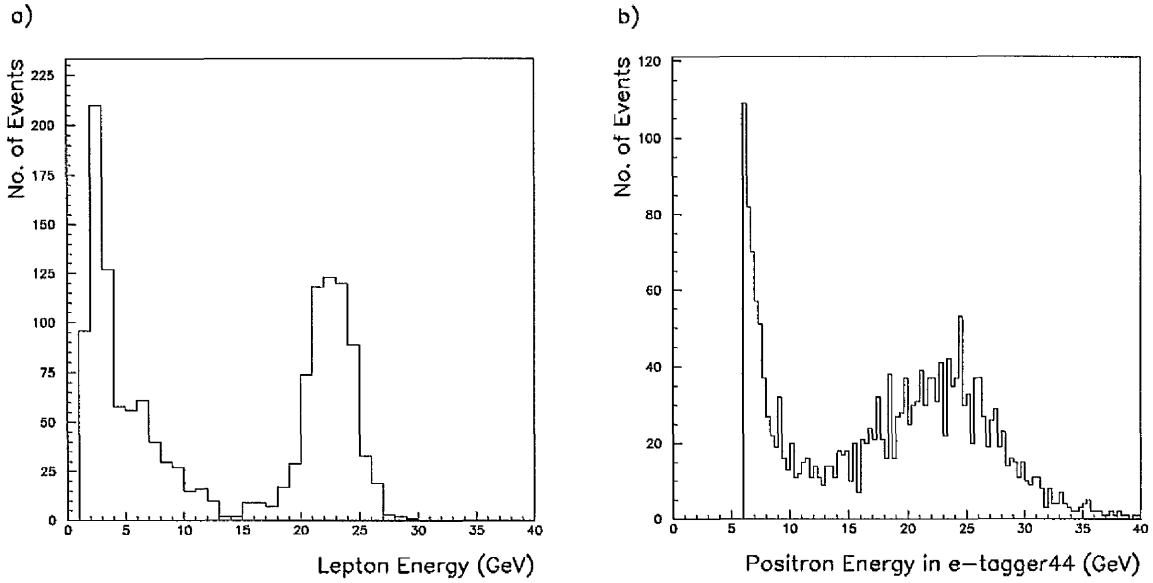 a)
No. of Events
225
200
175
150
125
100
75
50
25
0
0 5 10 15 20 25 30 35 40
Lepton Energy (GeV)
b)
No. of Events
120
100
80
60
40
20
0
0 5 10 15 20 25 30 35 40
Positron Energy in e-tagger44 (GeV)